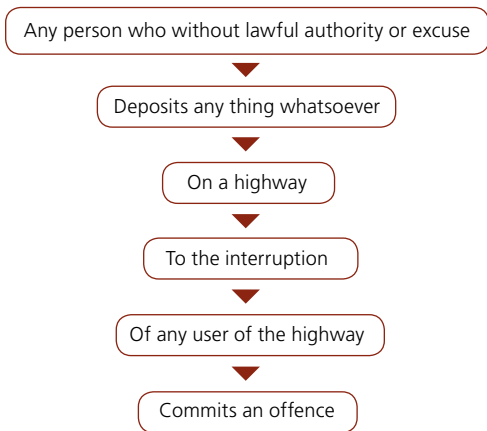 Any person who without lawful authority or excuse
Deposits any thing whatsoever
On a highway
To the interruption
Of any user of the highway
Commits an offence